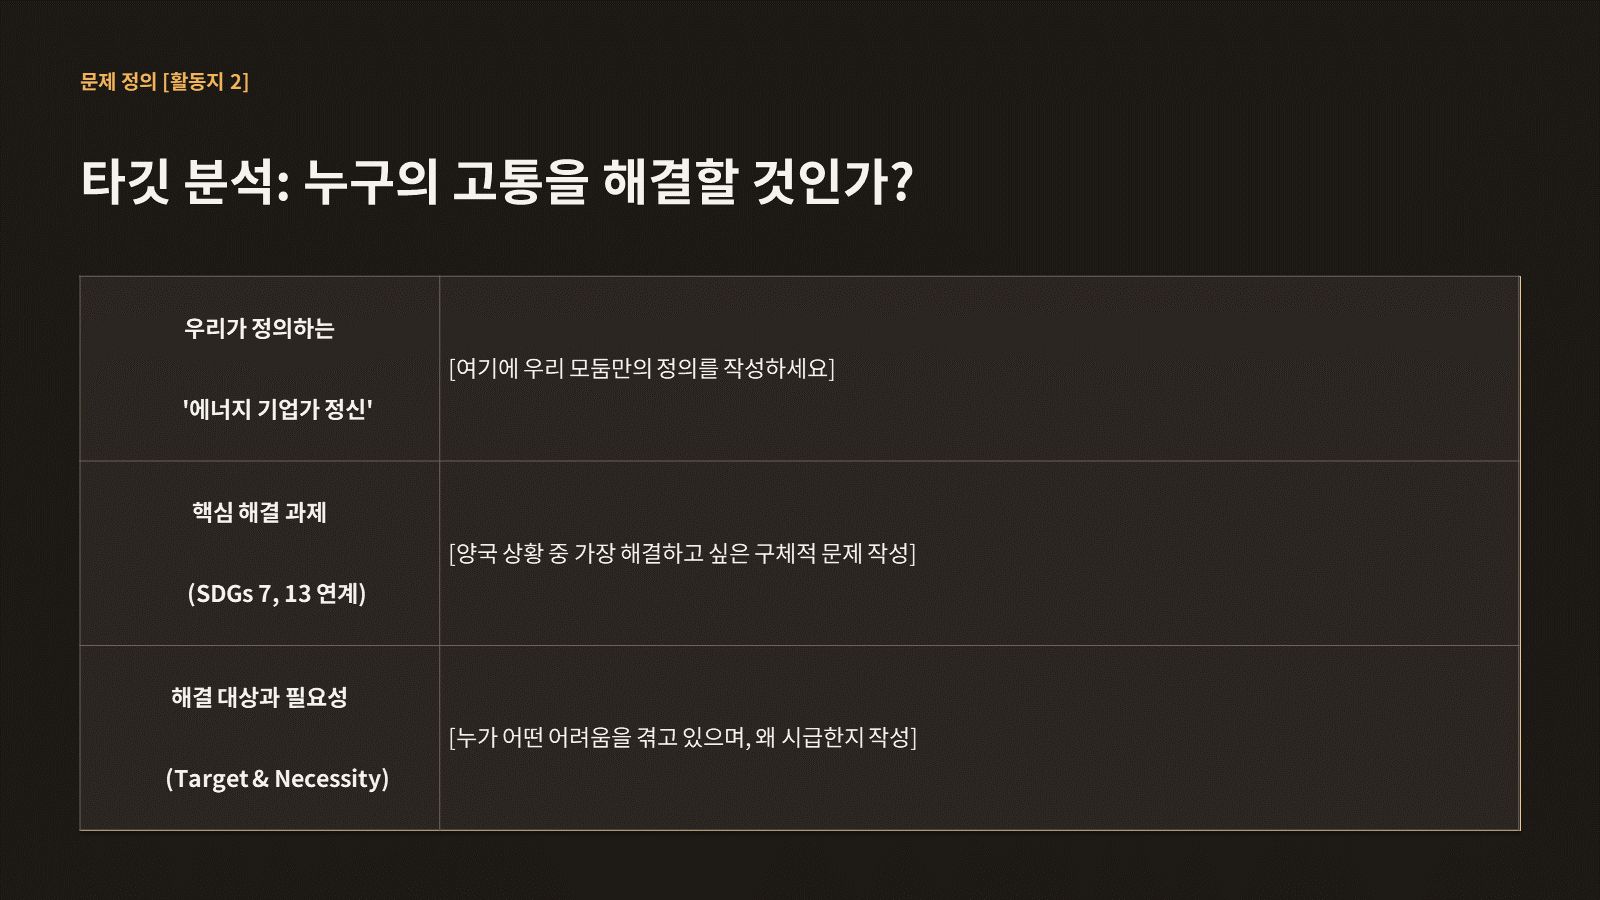 문제 정의 [활동지 2]
타깃 분석: 누구의 고통을 해결할 것인가?
우리가 정의하는
'에너지 기업가 정신'
[여기에 우리 모둠만의 정의를 작성하세요]
핵심 해결 과제
(SDGs 7, 13 연계)
[양국 상황 중 가장 해결하고 싶은 구체적 문제 작성]
해결 대상과 필요성
(Target & Necessity)
[누가 어떤 어려움을 겪고 있으며, 왜 시급한지 작성]